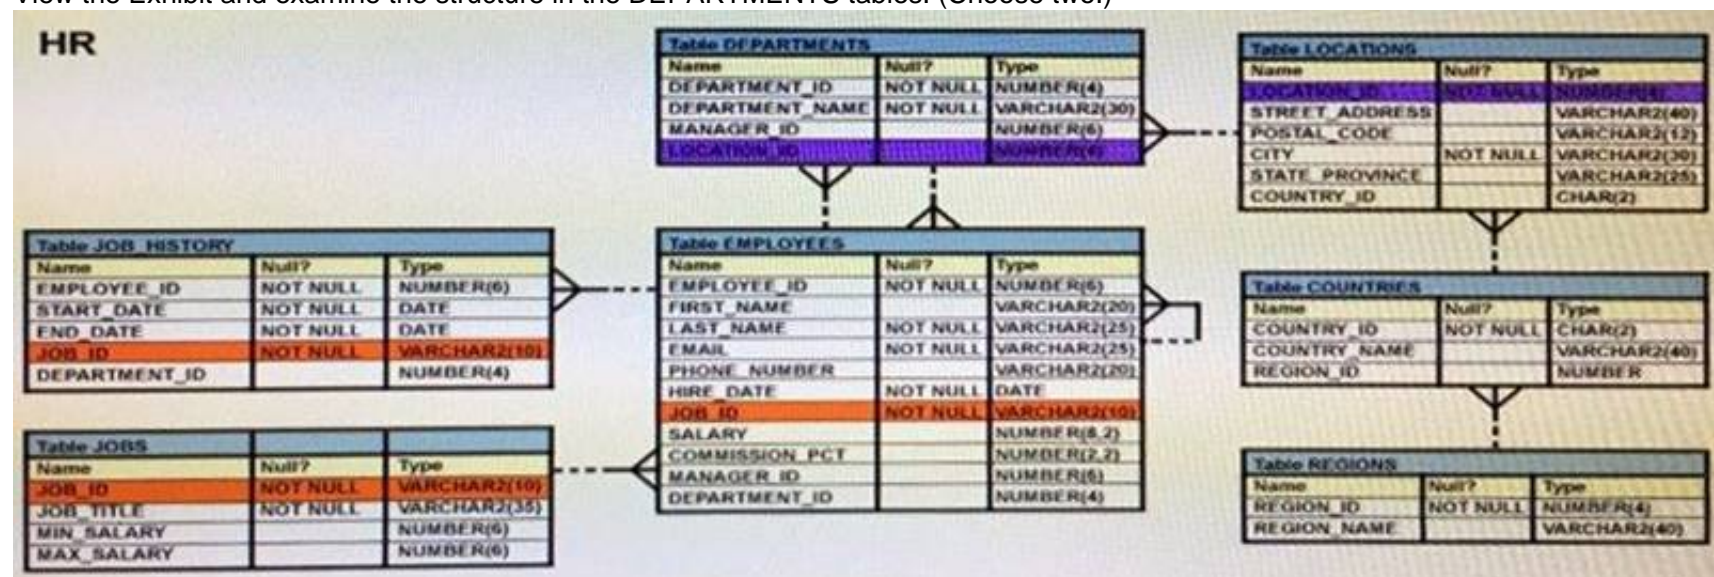 View the Exhibit and examine the structure in the DEPARTMENTS tables. (Choose two.)
HR
Table DEPARTMENTS
Name Null? Type
DEPARTMENT_ID NOT NULL NUMBER(4)
DEPARTMENT_NAME NOT NULL VARCHAR2(30)
MANAGER_ID NUMBER(6)
LOCATION_ID NUMBER(4)
Table LOCATIONS
Name Null? Type
LOCATION_ID NOT NULL NUMBER(4)
STREET_ADDRESS VARCHAR2(40)
POSTAL_CODE VARCHAR2(12)
CITY NOT NULL VARCHAR2(30)
STATE_PROVINCE VARCHAR2(25)
COUNTRY_ID CHAR(2)
Table JOB_HISTORY
Name Null? Type
EMPLOYEE_ID NOT NULL NUMBER(6)
START_DATE NOT NULL DATE
END_DATE NOT NULL DATE
JOB_ID NOT NULL VARCHAR2(10)
DEPARTMENT_ID NUMBER(4)
Table EMPLOYEES
Name Null? Type
EMPLOYEE_ID NOT NULL NUMBER(6)
FIRST_NAME VARCHAR2(20)
LAST_NAME NOT NULL VARCHAR2(25)
EMAIL NOT NULL VARCHAR2(25)
PHONE_NUMBER VARCHAR2(20)
HIRE_DATE NOT NULL DATE
JOB_ID NOT NULL VARCHAR2(10)
SALARY NUMBER(8,2)
COMMISSION_PCT NUMBER(2,2)
MANAGER_ID NUMBER(6)
DEPARTMENT_ID NUMBER(4)
Table COUNTRIES
Name Null? Type
COUNTRY_ID NOT NULL CHAR(2)
COUNTRY_NAME VARCHAR2(40)
REGION_ID NUMBER
Table JOBS
Name Null? Type
JOB_ID NOT NULL VARCHAR2(10)
JOB_TITLE NOT NULL VARCHAR2(35)
MIN_SALARY NUMBER(6)
MAX_SALARY NUMBER(6)
Table REGIONS
Name Null? Type
REGION_ID NOT NULL NUMBER(4)
REGION_NAME VARCHAR2(40)